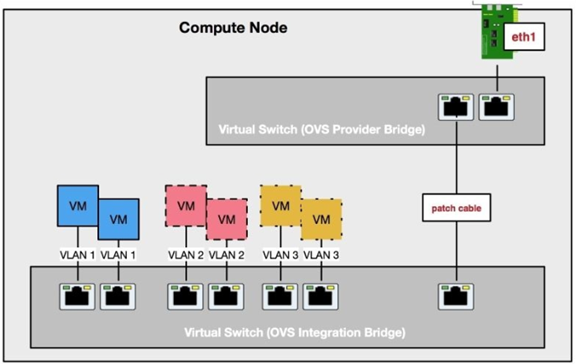 Compute Node
eth1
Virtual Switch (OVS Provider Bridge)
VM
VM
VM
VM
VM
VM
patch cable
VLAN 1
VLAN 1
VLAN 2
VLAN 2
VLAN 3
VLAN 3
Virtual Switch (OVS Integration Bridge)